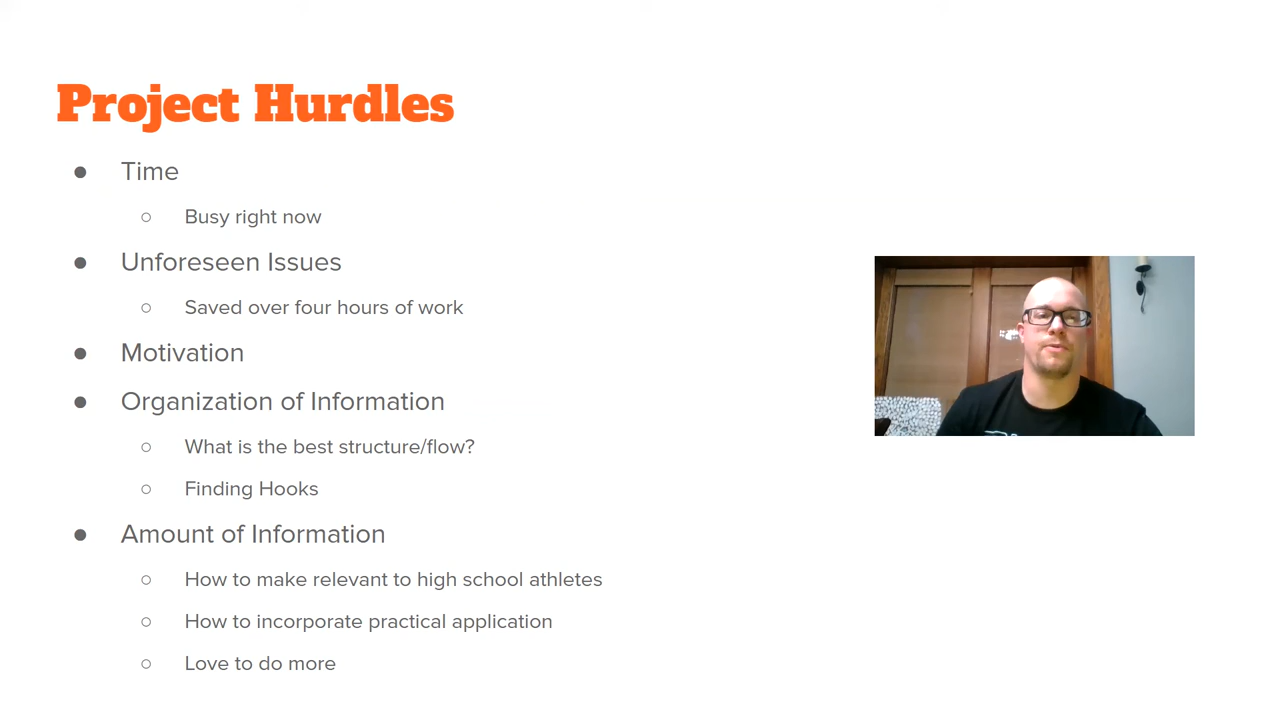 Project Hurdles
● Time
○ Busy right now
● Unforeseen Issues
○ Saved over four hours of work
● Motivation
● Organization of Information
○ What is the best structure/flow?
○ Finding Hooks
● Amount of Information
○ How to make relevant to high school athletes
○ How to incorporate practical application
○ Love to do more